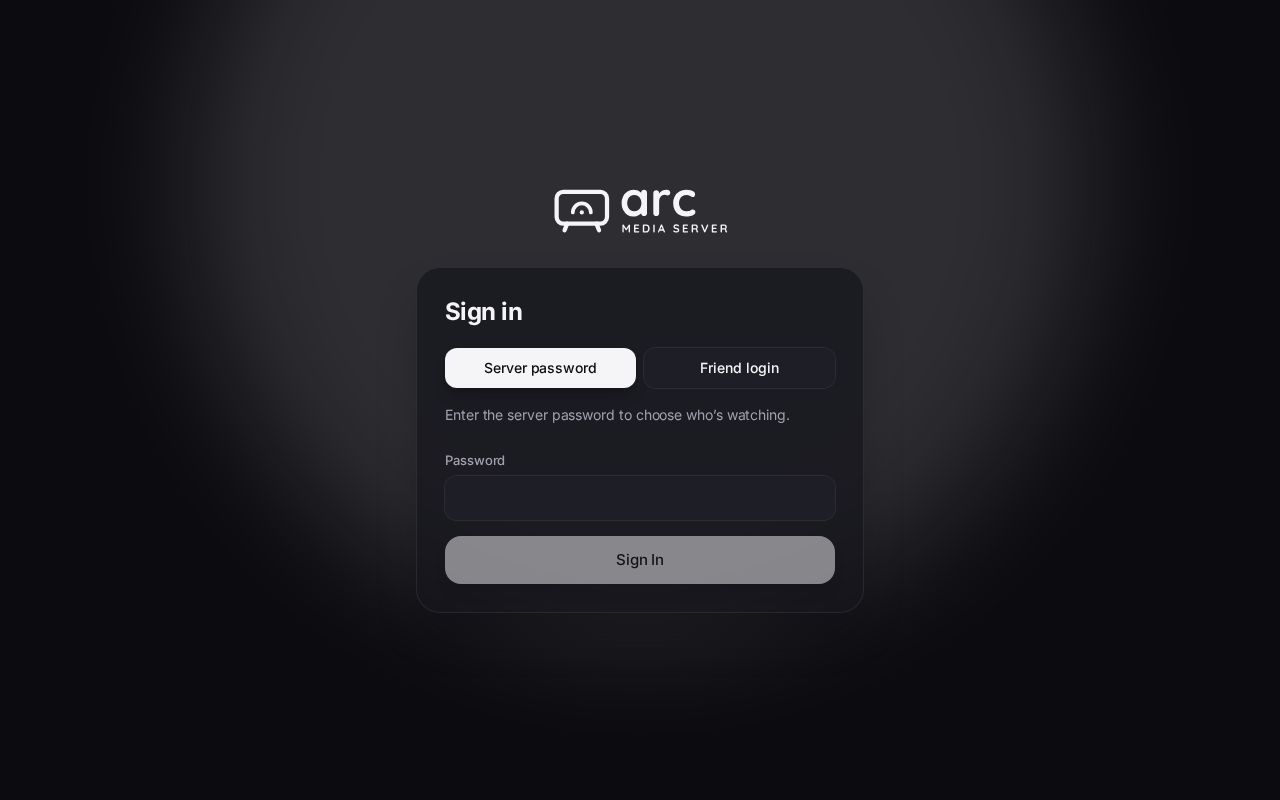 arc
MEDIA SERVER
Sign in
Server password
Friend login
Enter the server password to choose who’s watching.
Password
Sign In